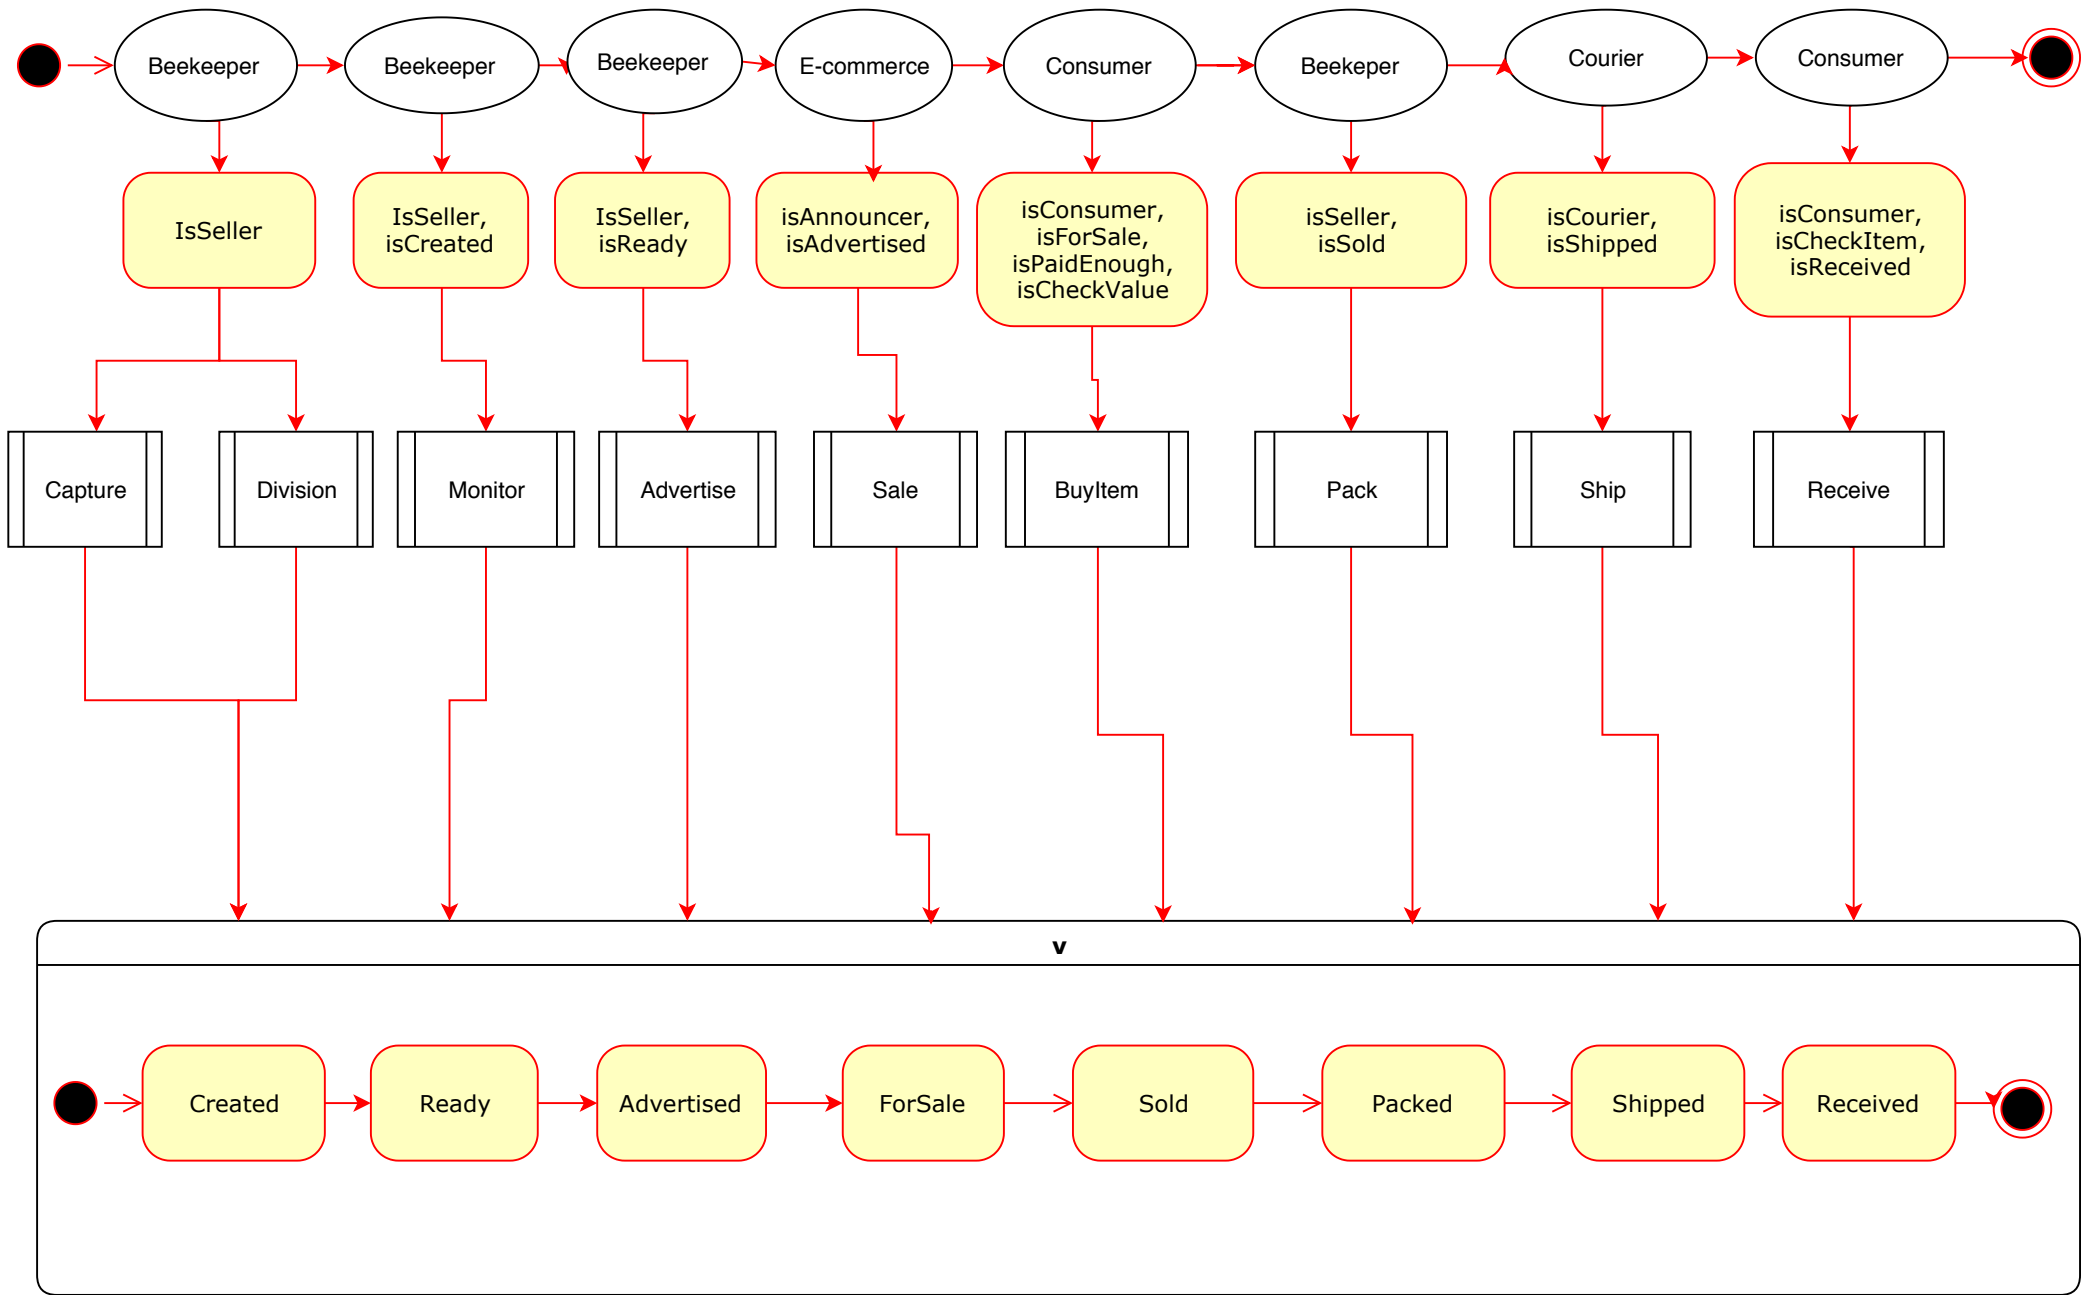 Beekeeper
Beekeeper
Beekeeper
E-commerce
Consumer
Beekeper
Courier
Consumer
IsSeller
IsSeller,
isCreated
IsSeller,
isReady
isAnnouncer,
isAdvertised
isConsumer,
isForSale,
isPaidEnough,
isCheckValue
isSeller,
isSold
isCourier,
isShipped
isConsumer,
isCheckItem,
isReceived
Capture
Division
Monitor
Advertise
Sale
BuyItem
Pack
Ship
Receive
v
Created
Ready
Advertised
ForSale
Sold
Packed
Shipped
Received